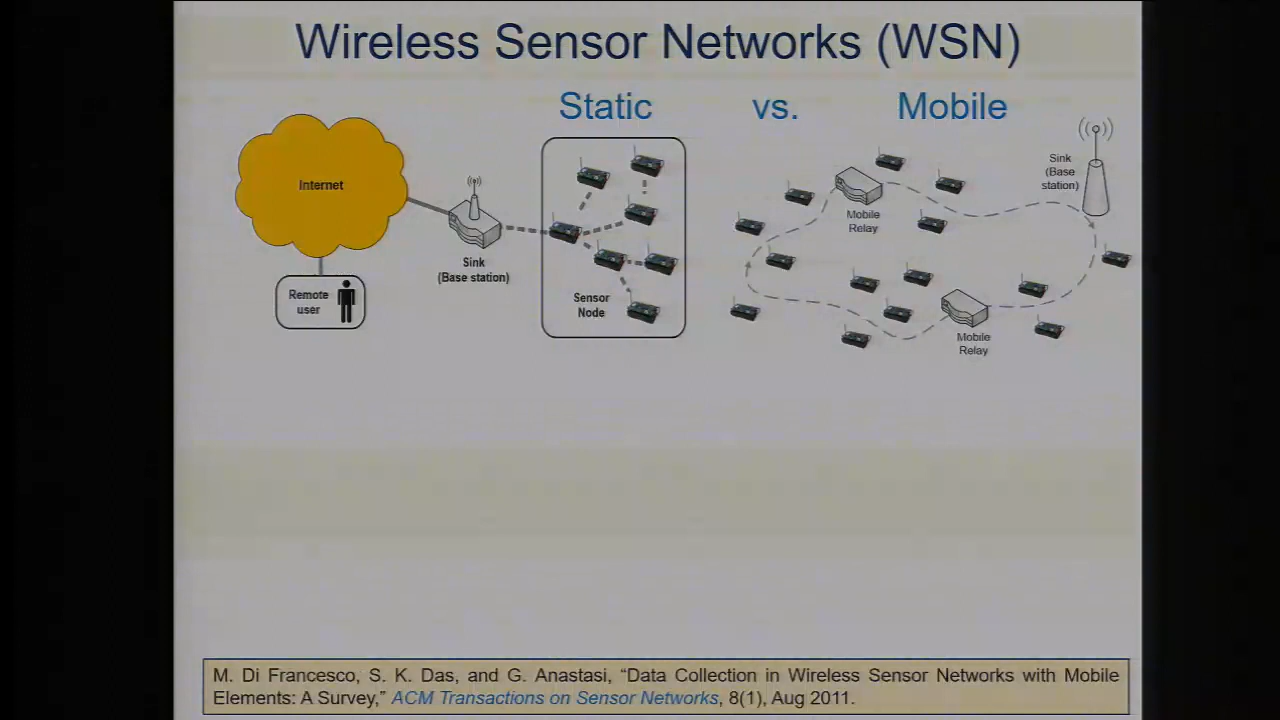 Wireless Sensor Networks (WSN)
Static vs. Mobile
Internet
Remote
user
Sink
(Base station)
Sensor
Node
Mobile
Relay
Mobile
Relay
Sink
(Base
station)
M. Di Francesco, S. K. Das, and G. Anastasi, “Data Collection in Wireless Sensor Networks with Mobile
Elements: A Survey,” ACM Transactions on Sensor Networks, 8(1), Aug 2011.